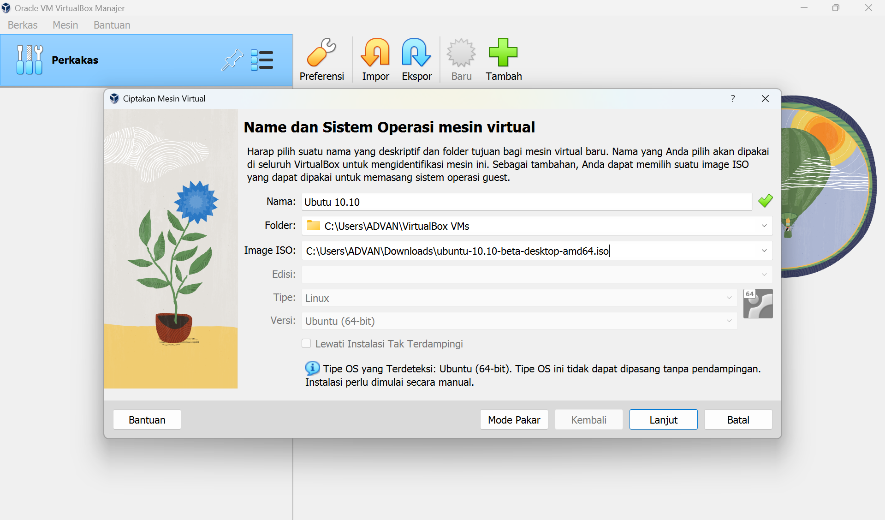 Oracle VM VirtualBox Manajer
Berkas Mesin Bantuan
Perkakas
Preferensi Impor Ekspor Baru Tambah
Ciptakan Mesin Virtual
?
Name dan Sistem Operasi mesin virtual
Harap pilih suatu nama yang deskriptif dan folder tujuan bagi mesin virtual baru. Nama yang Anda pilih akan dipakai
di seluruh VirtualBox untuk mengidentifikasi mesin ini. Sebagai tambahan, Anda dapat memilih suatu image ISO
yang dapat dipakai untuk memasang sistem operasi guest.
Nama: Ubutu 10.10
Folder: C:\Users\ADVAN\VirtualBox VMs
Image ISO: C:\Users\ADVAN\Downloads\ubuntu-10.10-beta-desktop-amd64.iso
Edisi:
Tipe: Linux
64
Versi: Ubuntu (64-bit)
Lewati Instalasi Tak Terdampingi
Tipe OS yang Terdeteksi: Ubuntu (64-bit). Tipe OS ini tidak dapat dipasang tanpa pendampingan.
Instalasi perlu dimulai secara manual.
Bantuan Mode Pakar Kembali Lanjut Batal